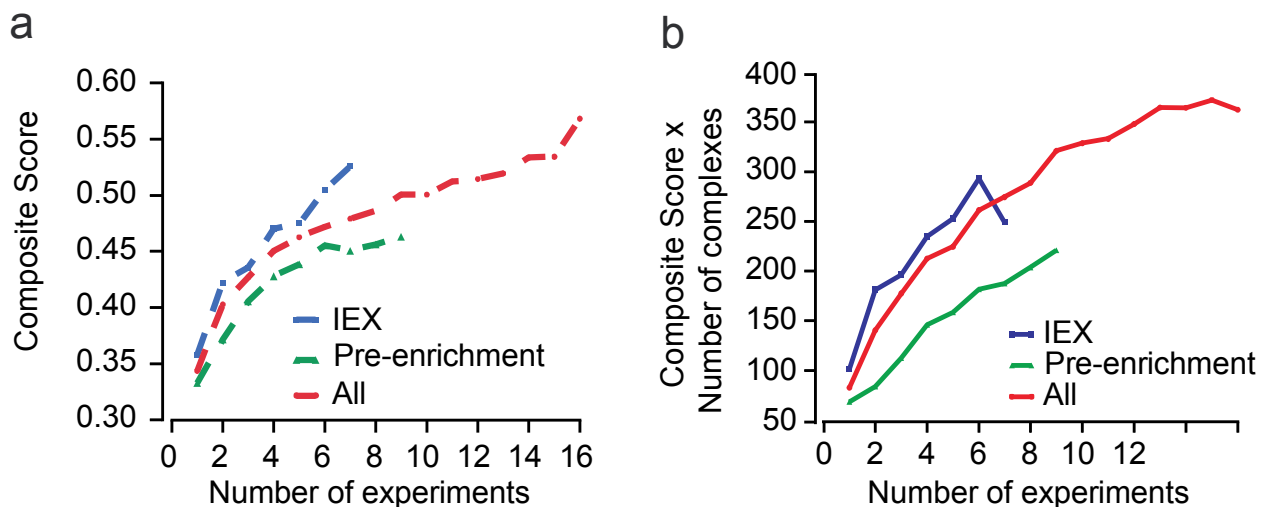 a
Composite Score
0.60
0.55
0.50
0.45
0.40
0.35
0.30
IEX
Pre-enrichment
All
0 2 4 6 8 10 12 14 16
Number of experiments
b
Composite Score x
Number of complexes
400
350
300
250
200
150
100
50
IEX
Pre-enrichment
All
0 2 4 6 8 10 12
Number of experiments